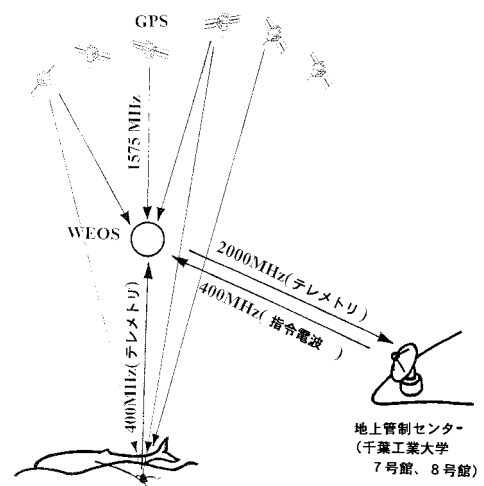 GPS
1575 MHz
WEOS
2000MHz(テレメトリ)
400MHz(指令電波)
400MHz(テレメトリ)
地上管制センター
(千葉工業大学
7号館、8号館)